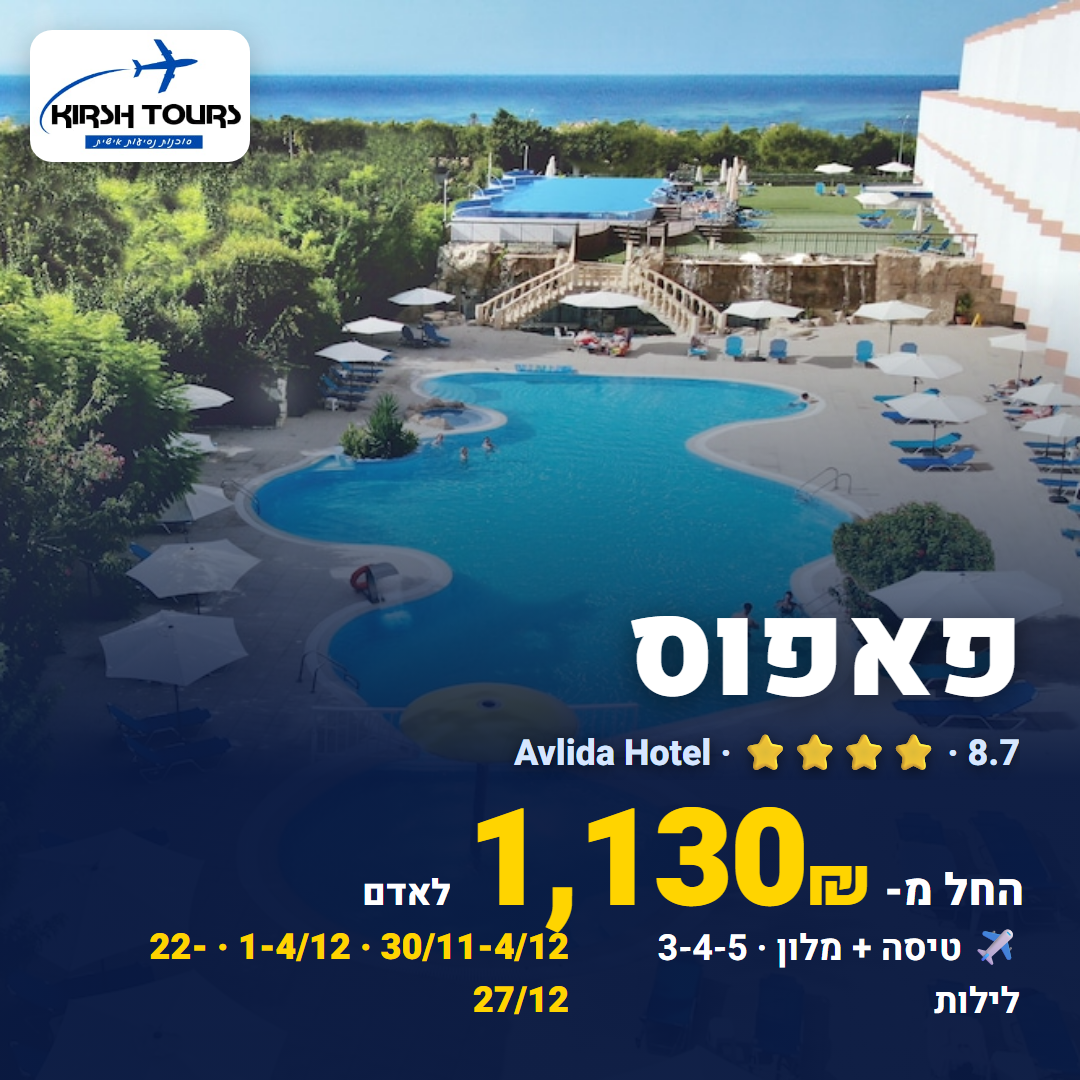 KIRSH TOURS
סוכנות נסיעות אישית
פאפוס
8.7 · ⭐⭐⭐⭐ · Avlida Hotel
החל מ- ₪1,130 לאדם
✈️ טיסה + מלון · 3-4-5 לילות
30/11-4/12 · 1-4/12 · 22-27/12